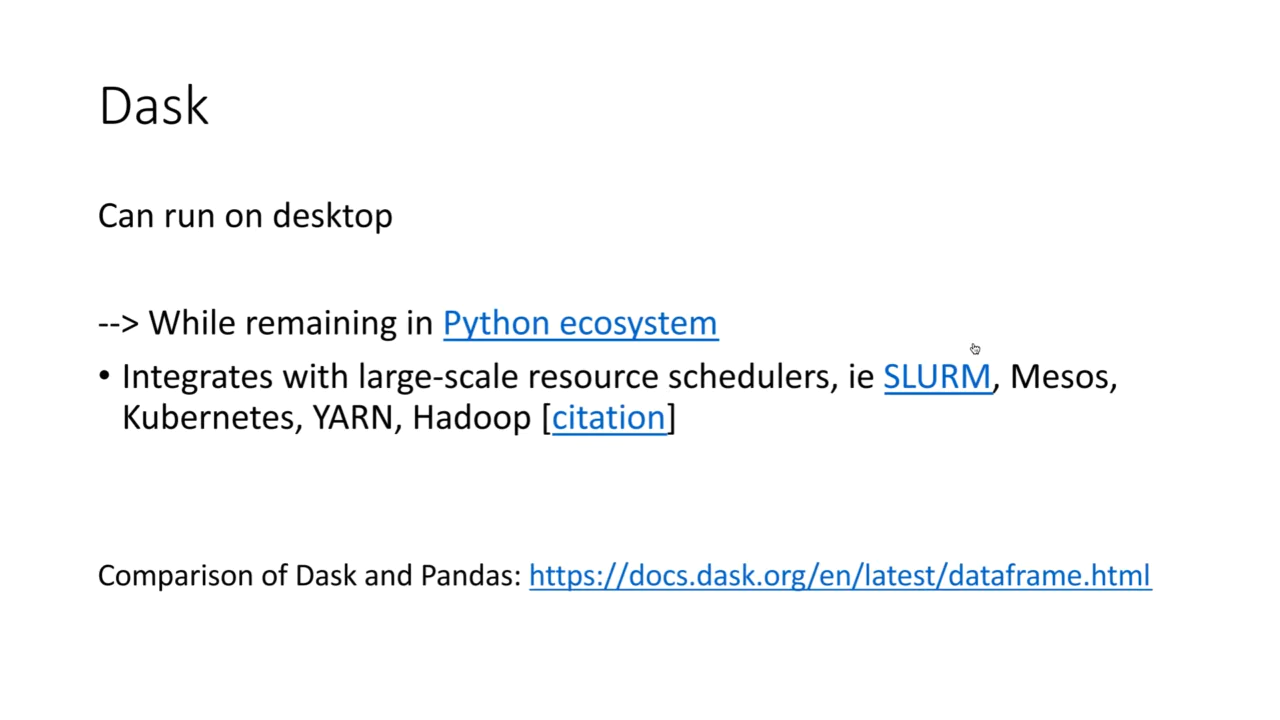 Dask
Can run on desktop
--> While remaining in Python ecosystem
• Integrates with large-scale resource schedulers, ie SLURM, Mesos,
Kubernetes, YARN, Hadoop [citation]
Comparison of Dask and Pandas: https://docs.dask.org/en/latest/dataframe.html